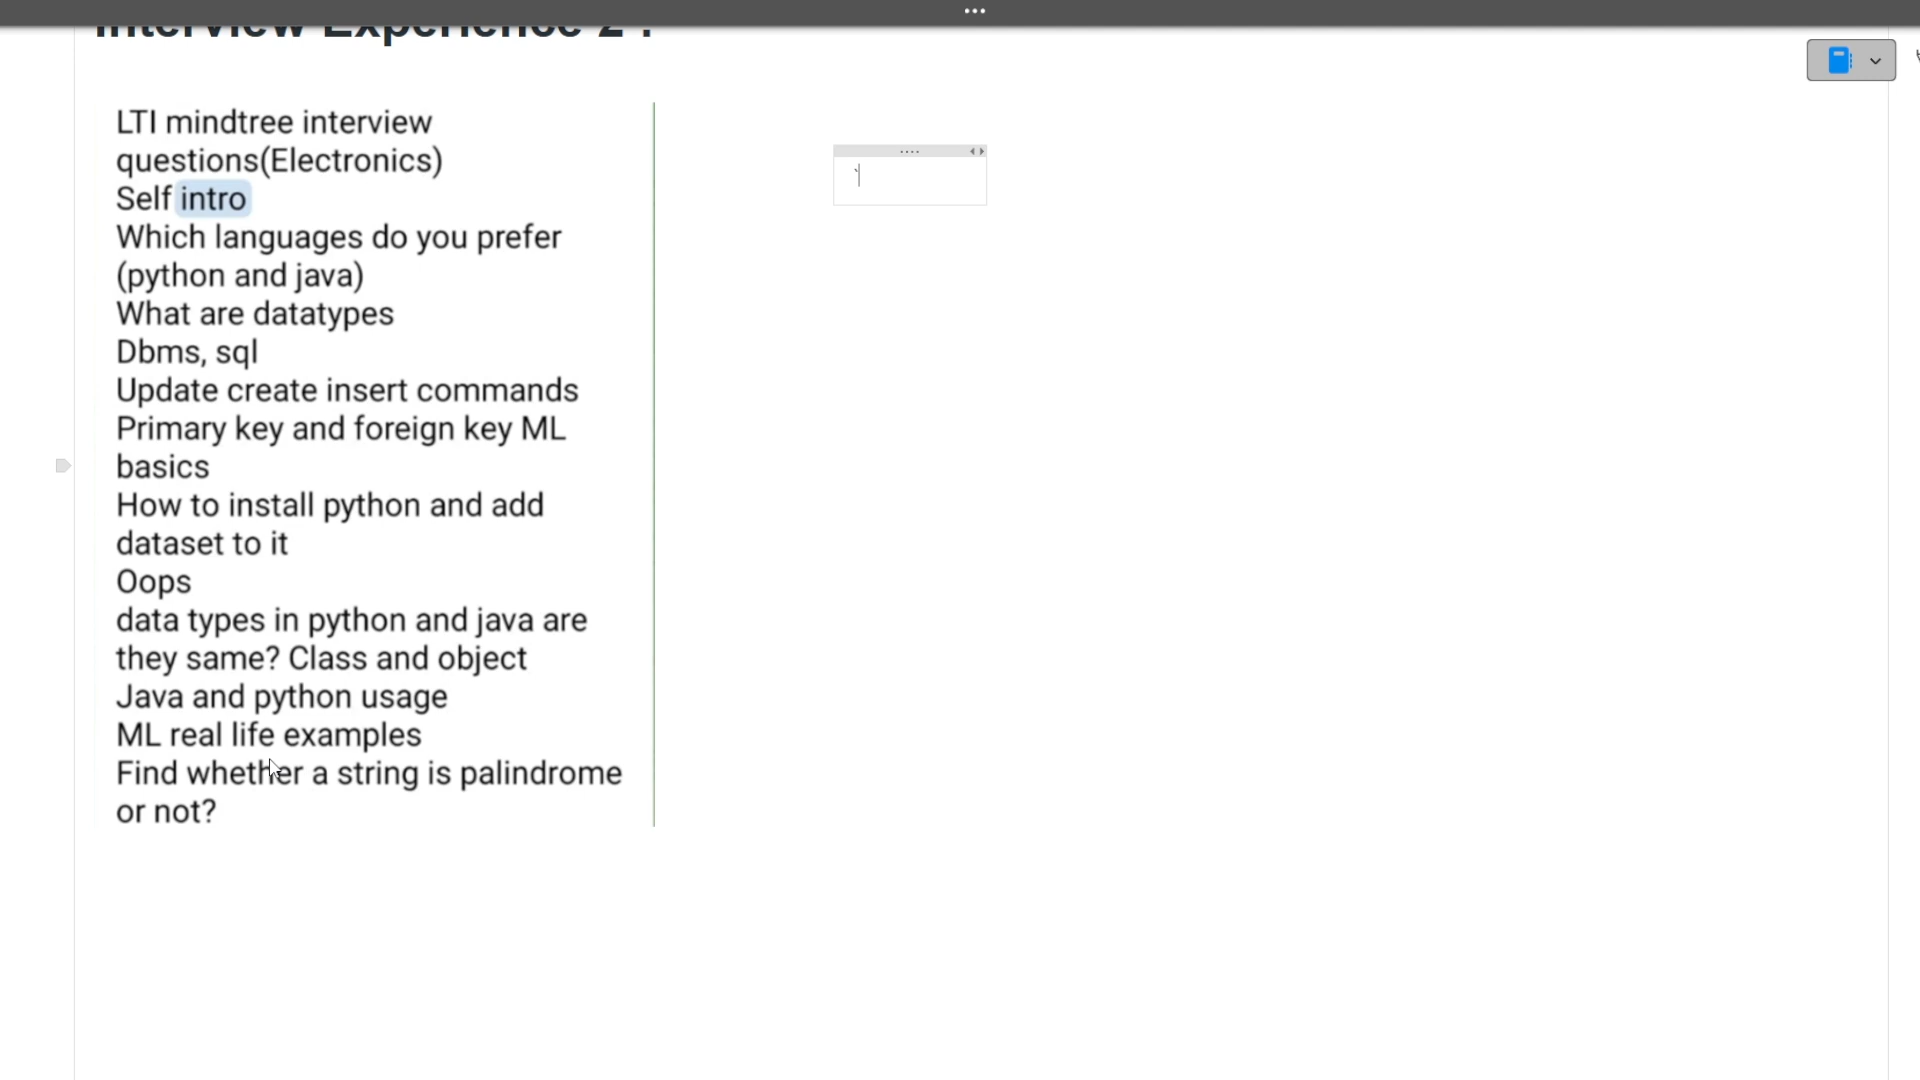 Interview Experience 2 :
LTI mindtree interview
questions(Electronics)
Self intro
Which languages do you prefer
(python and java)
What are datatypes
Dbms, sql
Update create insert commands
Primary key and foreign key ML
basics
How to install python and add
dataset to it
Oops
data types in python and java are
they same? Class and object
Java and python usage
ML real life examples
Find whether a string is palindrome
or not?
`